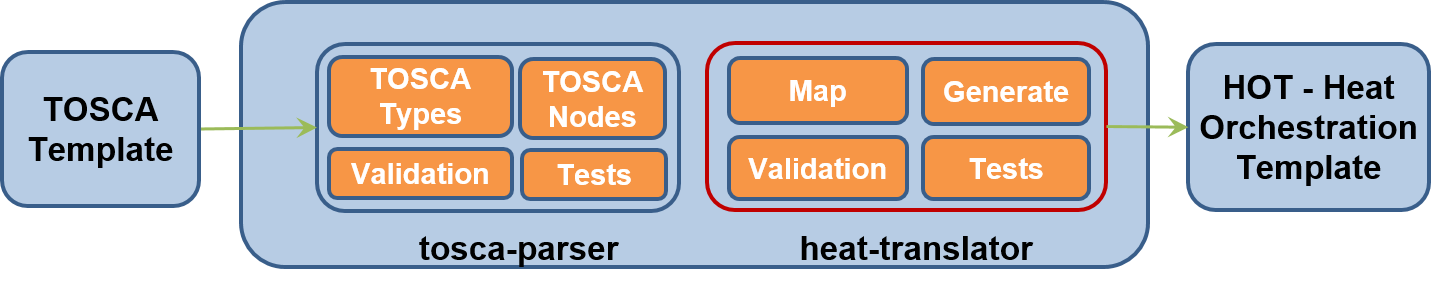 TOSCA
Template
TOSCA
Types
TOSCA
Nodes
Validation
Tests
tosca-parser
Map
Generate
Validation
Tests
heat-translator
HOT - Heat
Orchestration
Template